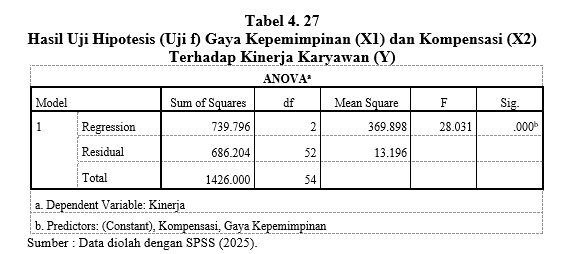 Tabel 4. 27
Hasil Uji Hipotesis (Uji f) Gaya Kepemimpinan (X1) dan Kompensasi (X2)
Terhadap Kinerja Karyawan (Y)
ANOVAᵃ
Model Sum of Squares df Mean Square F Sig.
1 Regression 739.796 2 369.898 28.031 .000ᵇ
Residual 686.204 52 13.196
Total 1426.000 54
a. Dependent Variable: Kinerja
b. Predictors: (Constant), Kompensasi, Gaya Kepemimpinan
Sumber : Data diolah dengan SPSS (2025).